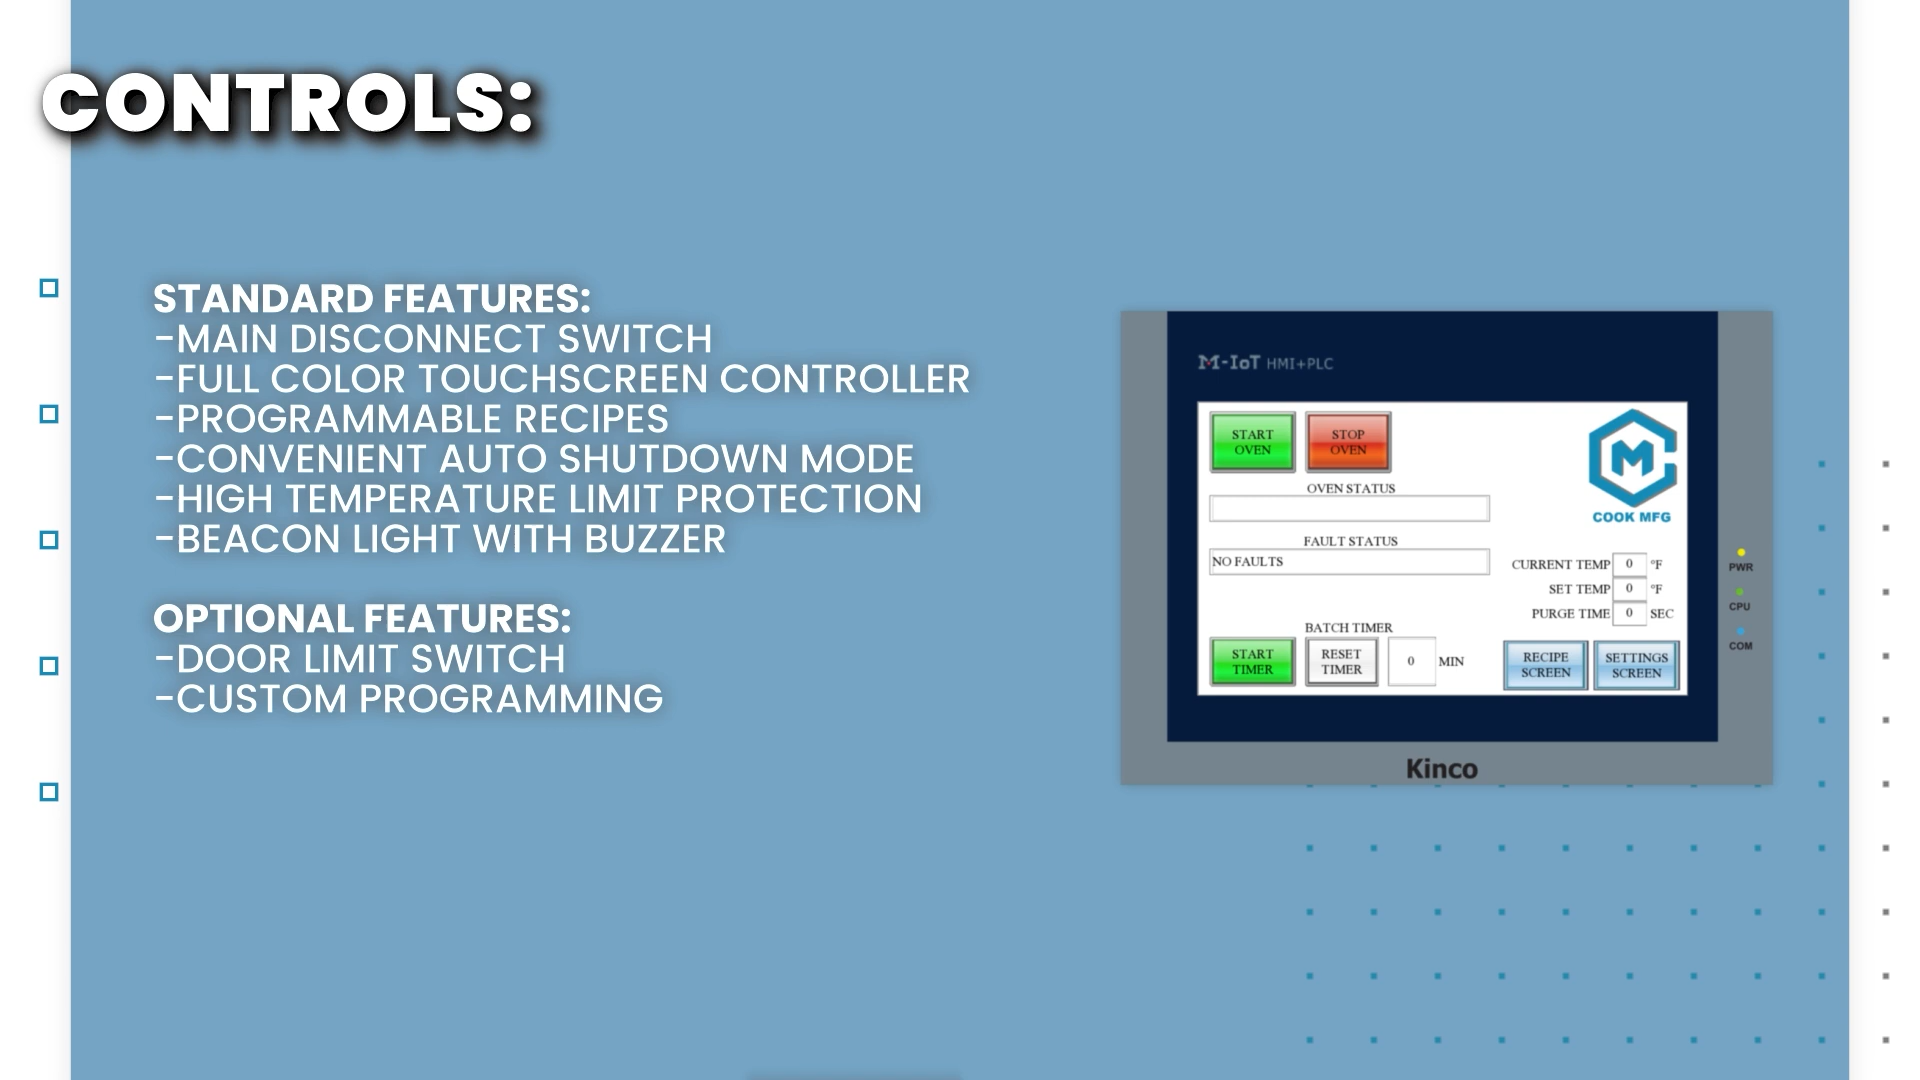 CONTROLS:
STANDARD FEATURES:
-MAIN DISCONNECT SWITCH
-FULL COLOR TOUCHSCREEN CONTROLLER
-PROGRAMMABLE RECIPES
-CONVENIENT AUTO SHUTDOWN MODE
-HIGH TEMPERATURE LIMIT PROTECTION
-BEACON LIGHT WITH BUZZER
OPTIONAL FEATURES:
-DOOR LIMIT SWITCH
-CUSTOM PROGRAMMING
M-IoT HMI+PLC
START
OVEN
STOP
OVEN
COOK MFG
OVEN STATUS
FAULT STATUS
NO FAULTS
CURRENT TEMP 0 °F
SET TEMP 0 °F
PURGE TIME 0 SEC
BATCH TIMER
START
TIMER
RESET
TIMER
0 MIN
RECIPE
SCREEN
SETTINGS
SCREEN
PWR
CPU
COM
Kinco